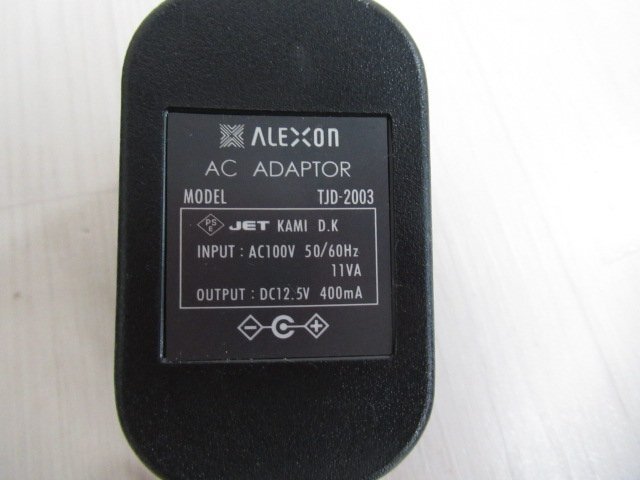 ALEXON
AC ADAPTOR
MODEL TJD-2003
PS E JET KAMI D.K
INPUT : AC100V 50/60Hz
11VA
OUTPUT : DC12.5V 400mA
- C +